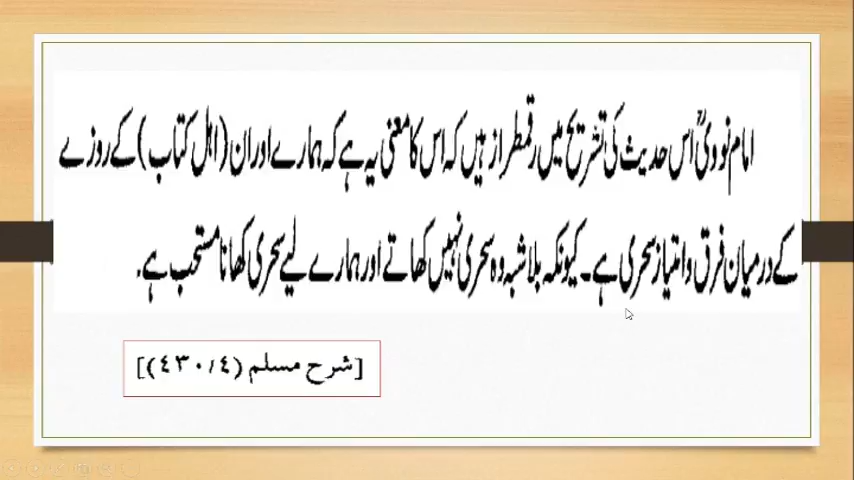 امام نوویؒ اس حدیث کی تشریح میں رقمطراز ہیں کہ اس کا معنی یہ ہے کہ ہمارے اور ان (اہل کتاب) کے روزے
کے درمیان فرق و امتیاز سحری ہے۔ کیونکہ بلاشبہ وہ سحری نہیں کھاتے اور ہمارے لیے سحری کھانا مستحب ہے۔
[شرح مسلم (٤٣٠/٤)]